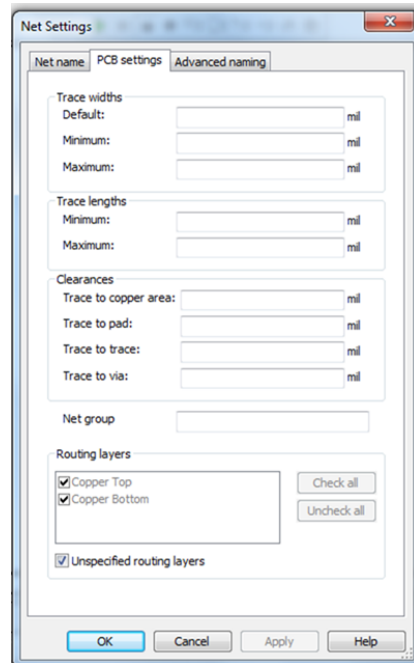 Net Settings
Net name PCB settings Advanced naming
Trace widths
Default: mil
Minimum: mil
Maximum: mil
Trace lengths
Minimum: mil
Maximum: mil
Clearances
Trace to copper area: mil
Trace to pad: mil
Trace to trace: mil
Trace to via: mil
Net group
Routing layers
Copper Top
Copper Bottom
Check all
Uncheck all
Unspecified routing layers
OK Cancel Apply Help